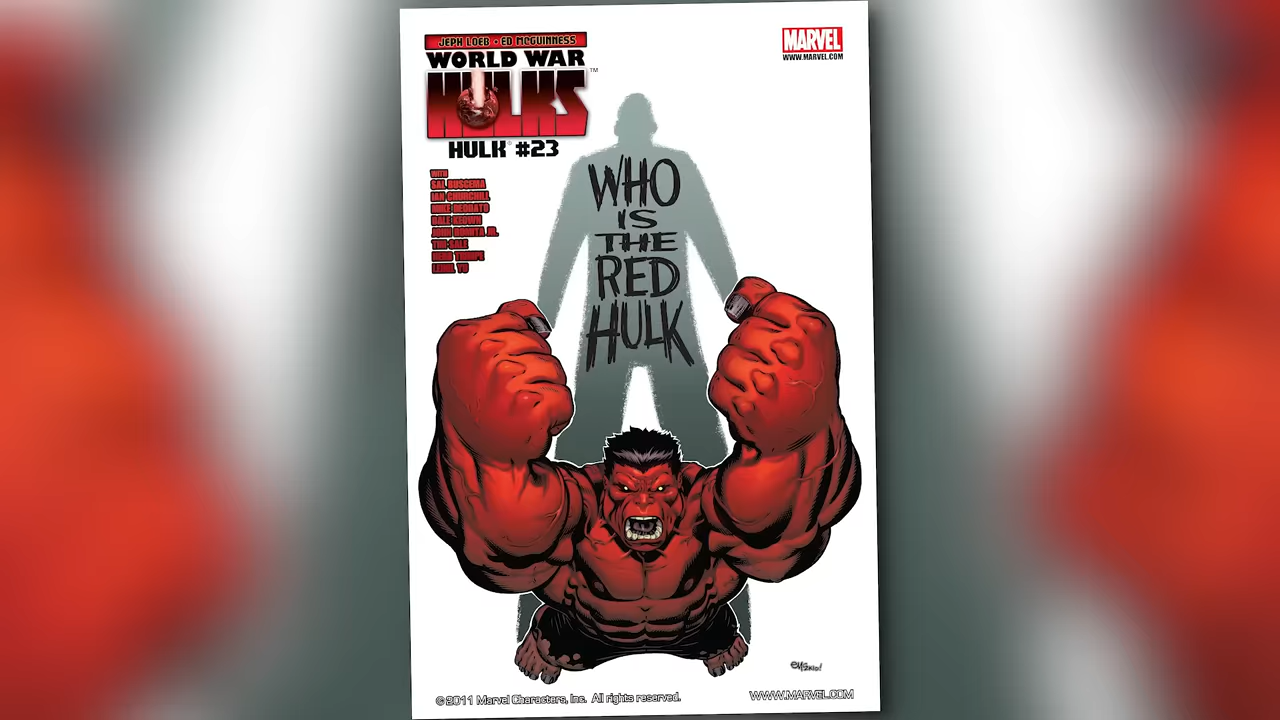 JEPH LOEB • ED McGUINNESS
WORLD WAR
HULKS™
HULK® #23
WITH
SAL BUSCEMA
IAN CHURCHILL
MIKE DEODATO
DALE KEOWN
JOHN ROMITA JR.
TIM SALE
HERB TRIMPE
LEINIL YU
MARVEL
WWW.MARVEL.COM
WHO
IS
THE
RED
HULK
© 2011 Marvel Characters, Inc. All rights reserved.
WWW.MARVEL.COM